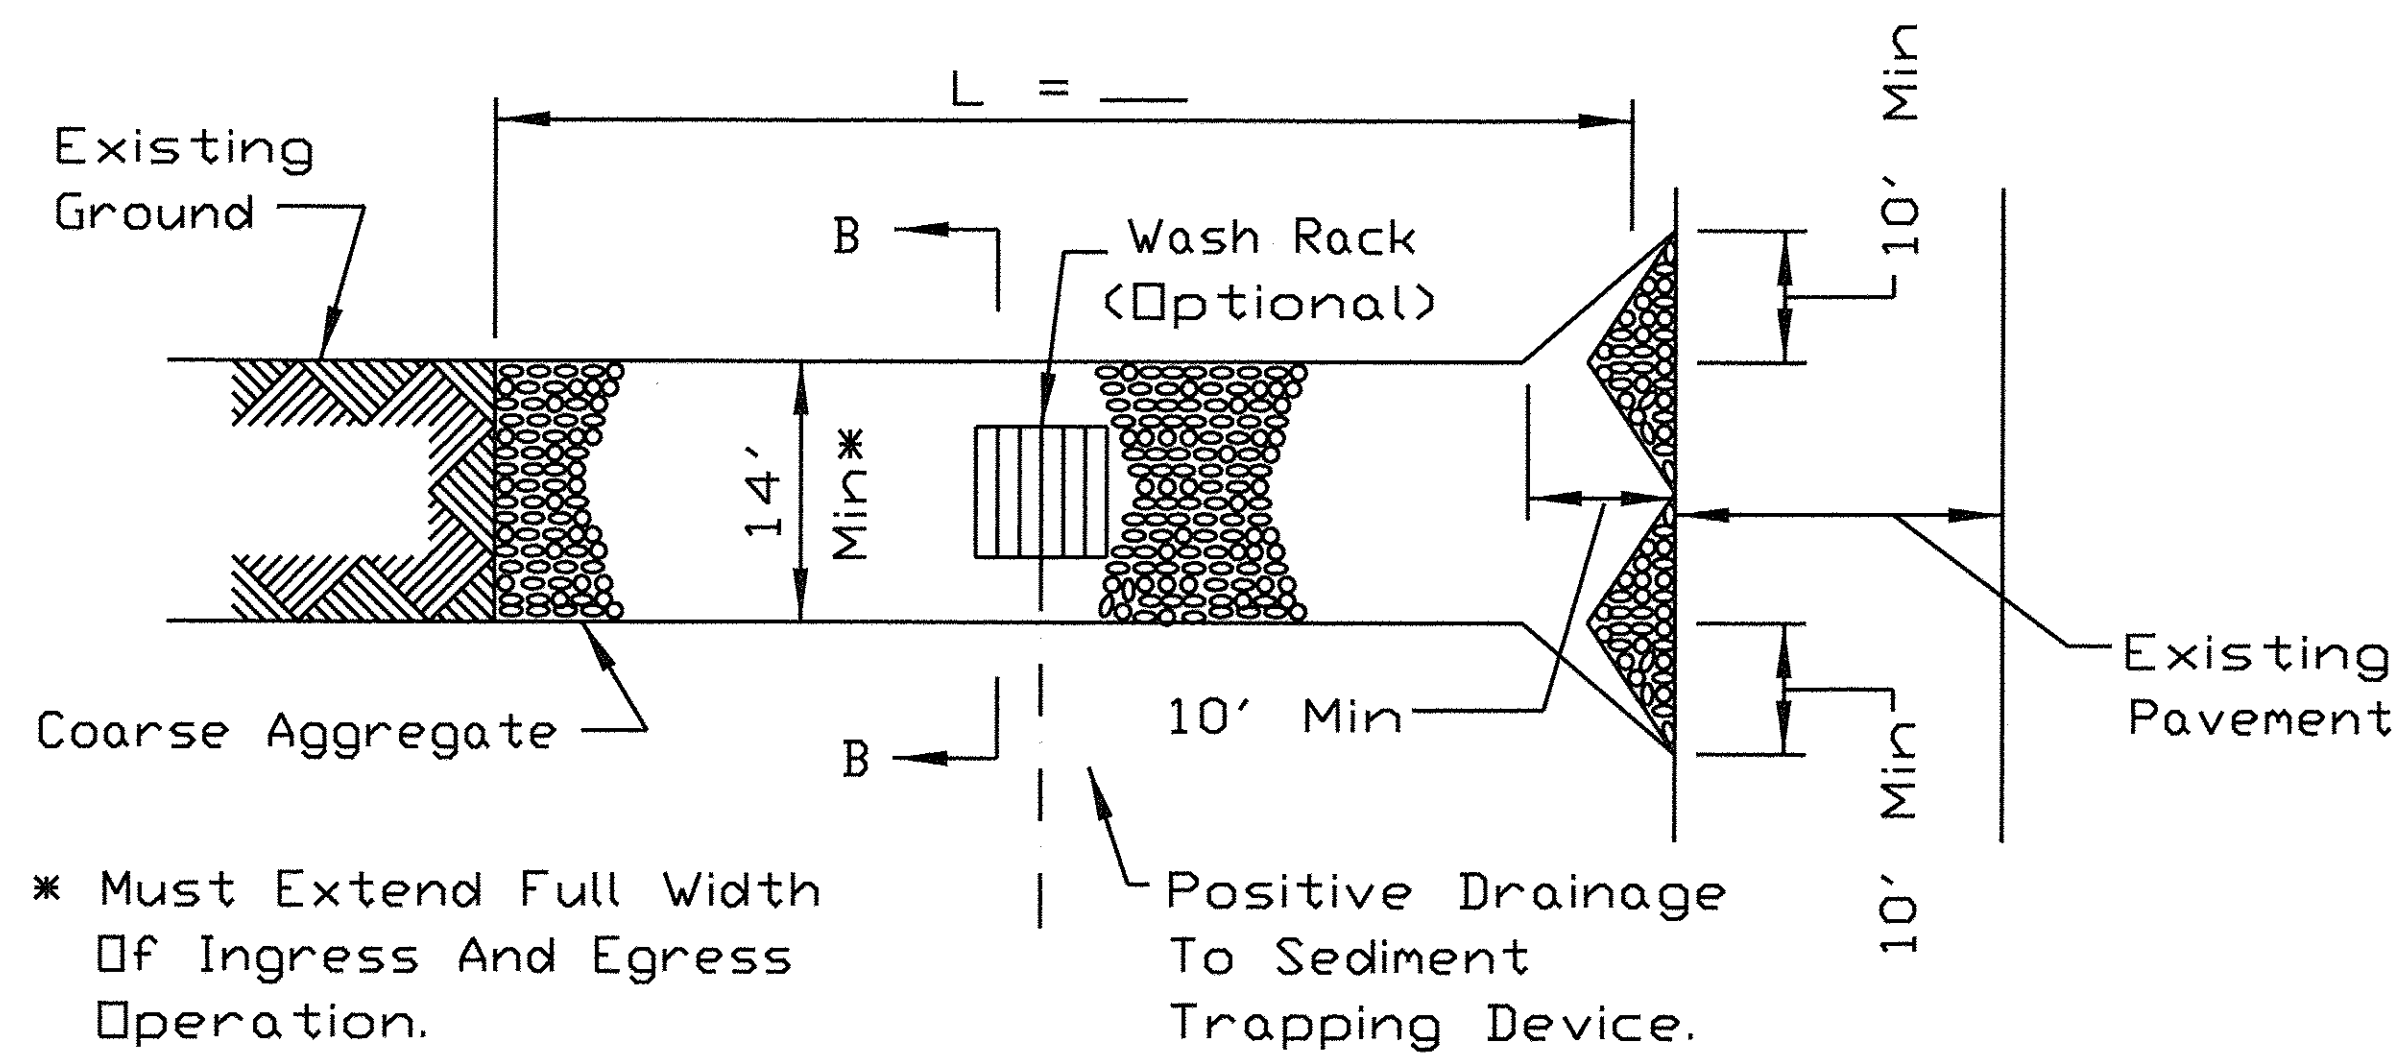 L = ___
10' Min
Existing
Ground
B
Wash Rack
(Optional)
14'
Min*
10' Min
Existing
Pavement
Coarse Aggregate
B
10' Min
* Must Extend Full Width
Of Ingress And Egress
Operation.
Positive Drainage
To Sediment
Trapping Device.